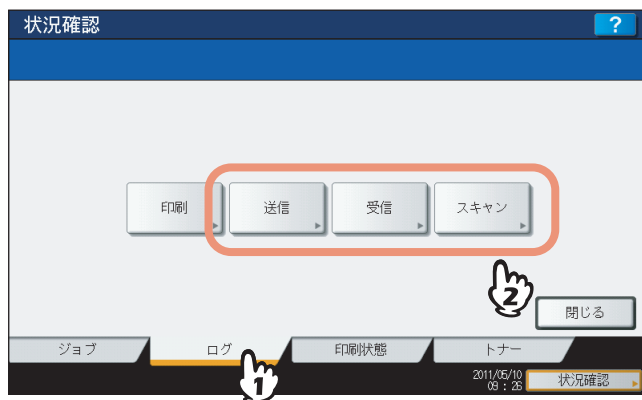 状況確認 ?
印刷 送信 受信 スキャン
2
閉じる
ジョブ ログ 印刷状態 トナー
1
2011/05/10
09 : 26
状況確認